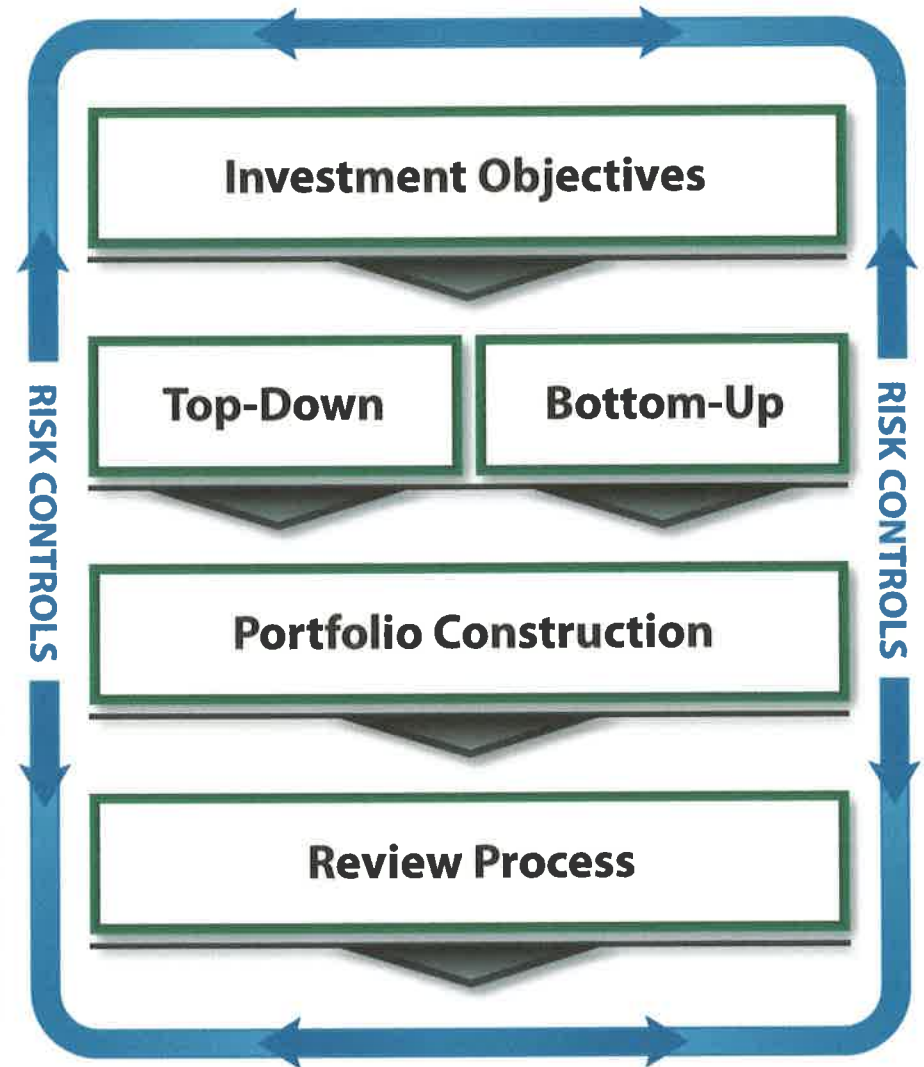 Investment Objectives
Top-Down
Bottom-Up
RISK CONTROLS
RISK CONTROLS
Portfolio Construction
Review Process